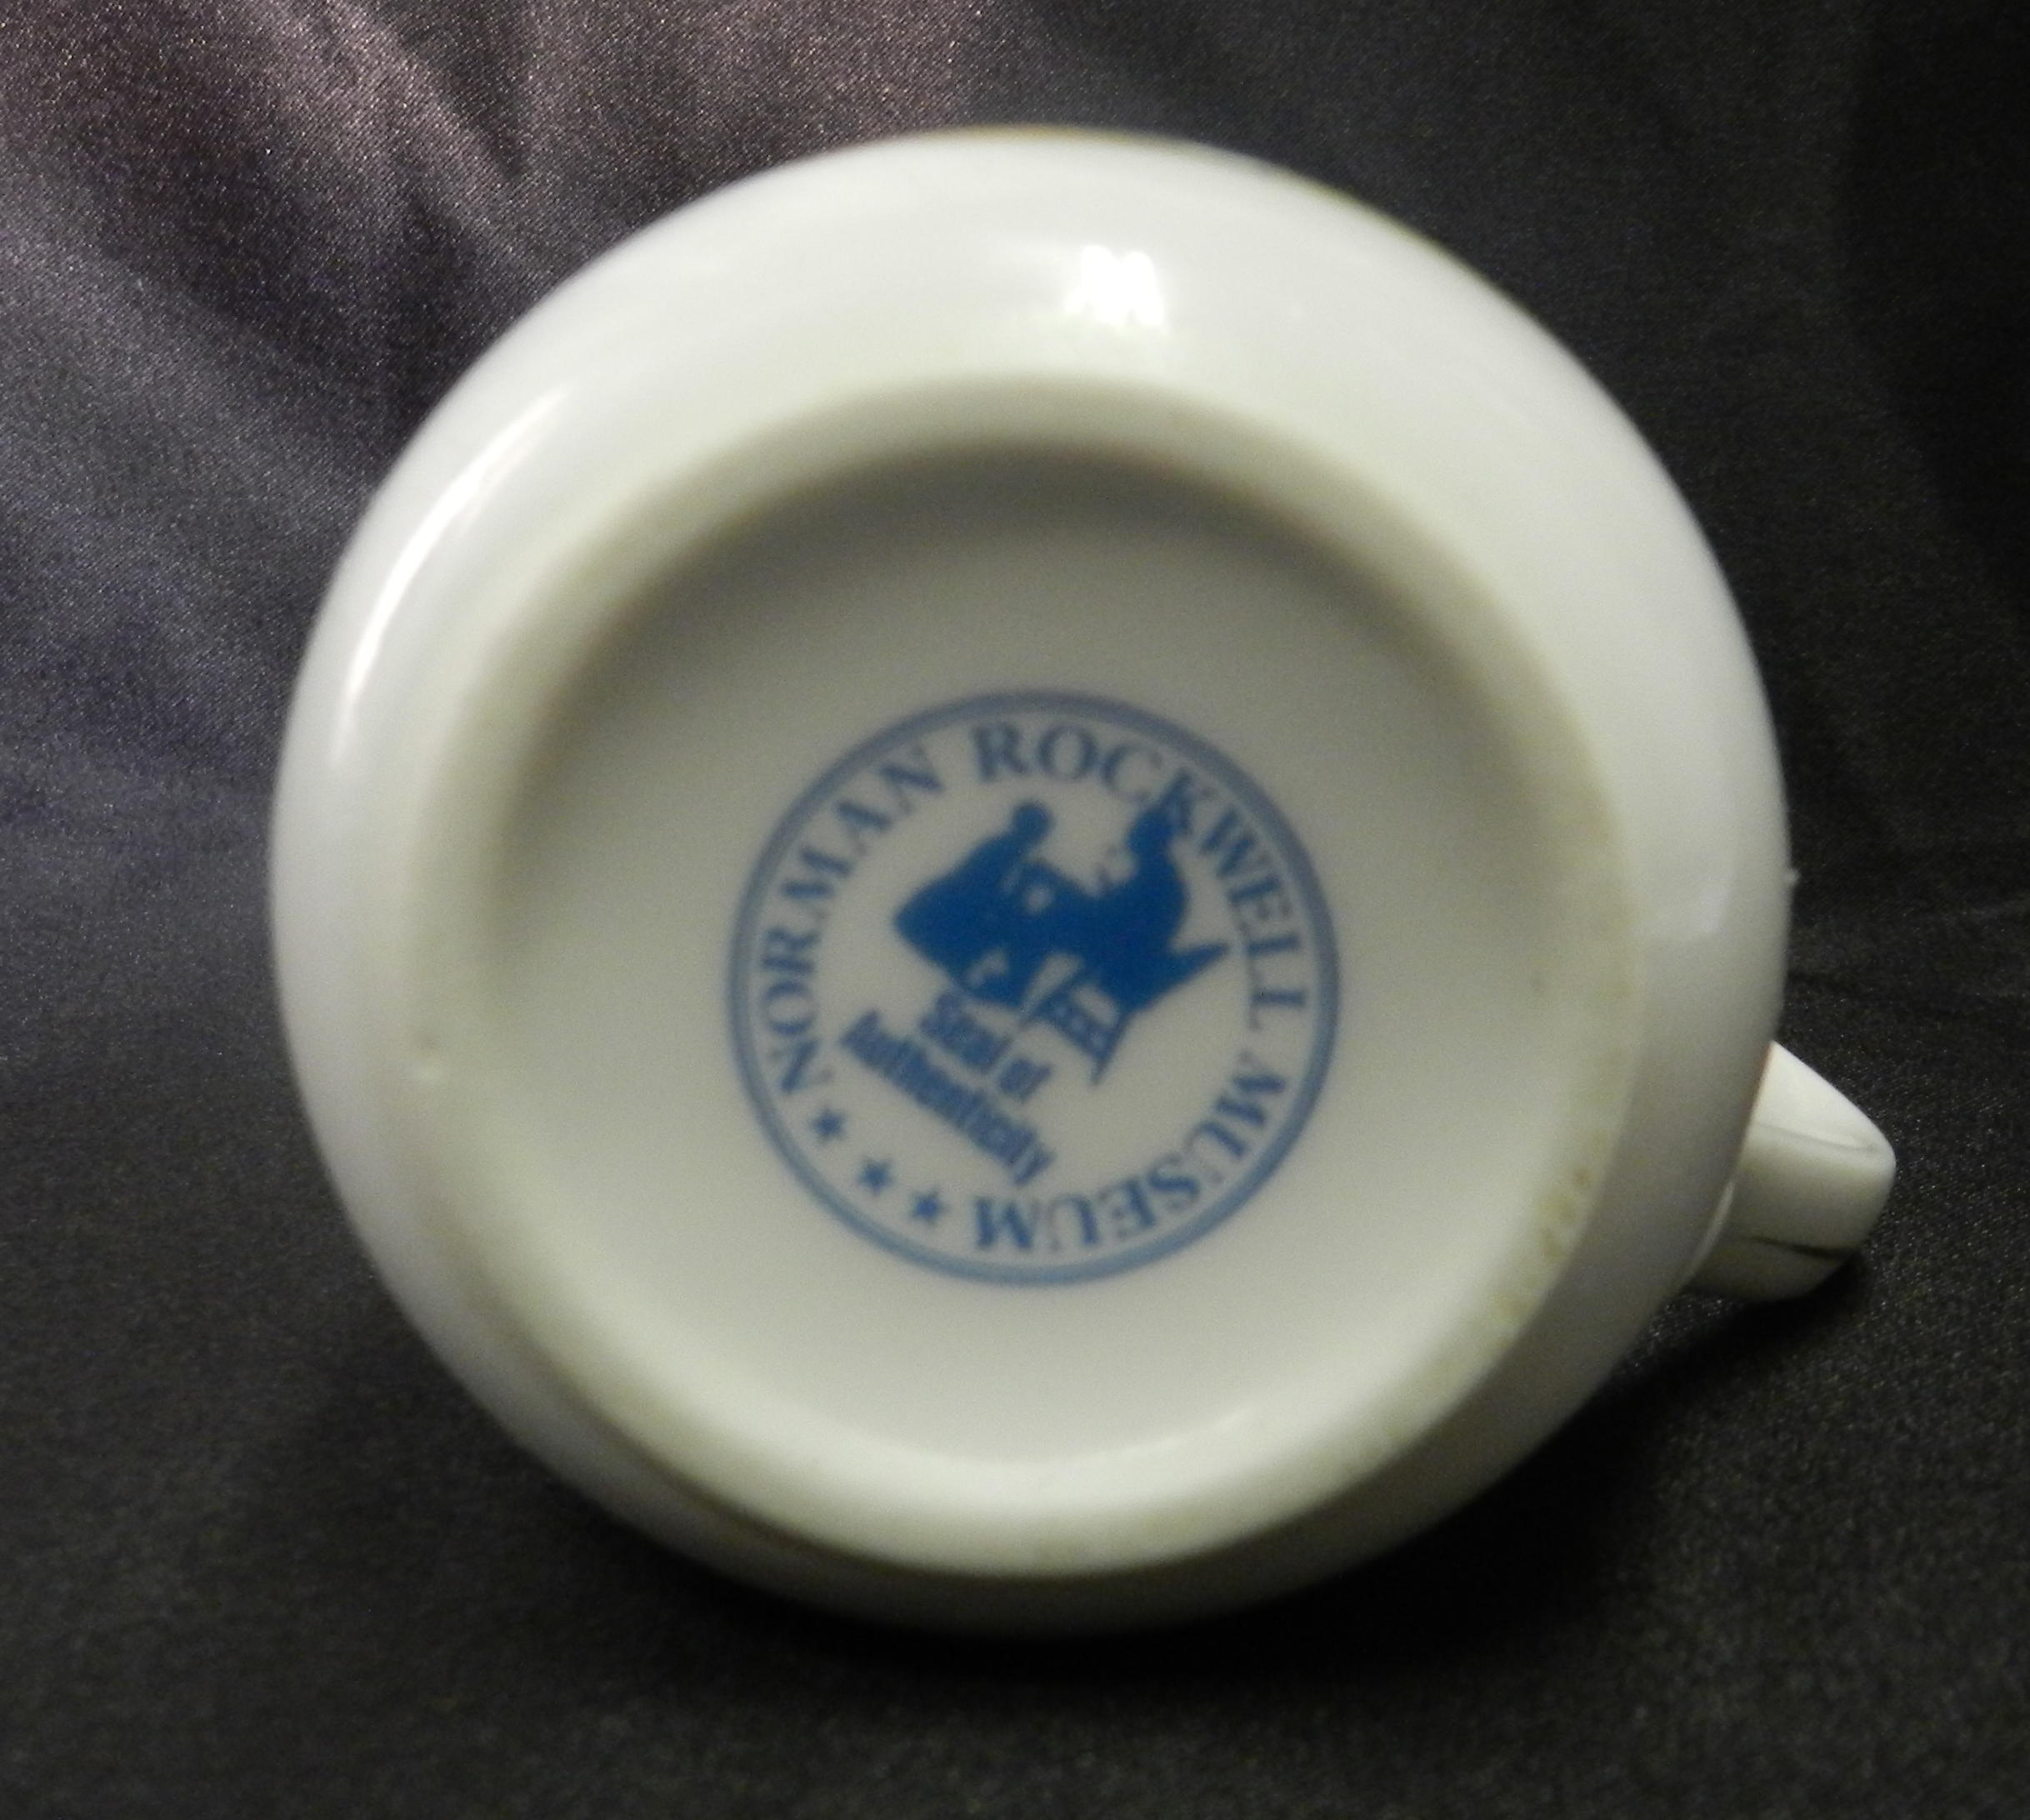 NORMAN ROCKWELL MUSEUM
Seal of
Authenticity